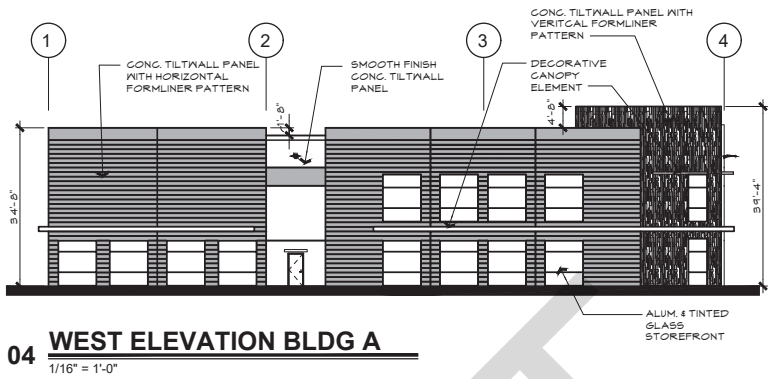 CONC. TILTWALL PANEL WITH
VERITCAL FORMLINER
PATTERN
1
2
3
4
CONC. TILTWALL PANEL
WITH HORIZONTAL
FORMLINER PATTERN
SMOOTH FINISH
CONC. TILTWALL
PANEL
DECORATIVE
CANOPY
ELEMENT
1'-8"
4'-8"
34'-8"
39'-4"
ALUM. & TINTED
GLASS
STOREFRONT
04 WEST ELEVATION BLDG A
1/16" = 1'-0"